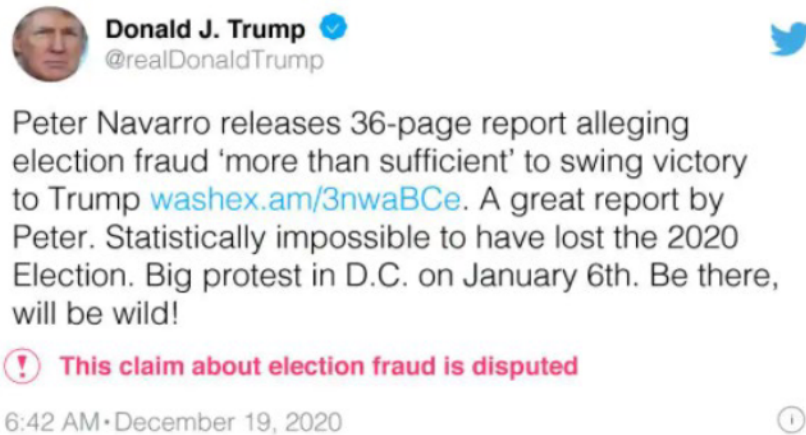 Donald J. Trump
@realDonaldTrump
Peter Navarro releases 36-page report alleging
election fraud ‘more than sufficient’ to swing victory
to Trump washex.am/3nwaBCe. A great report by
Peter. Statistically impossible to have lost the 2020
Election. Big protest in D.C. on January 6th. Be there,
will be wild!
! This claim about election fraud is disputed
6:42 AM·December 19, 2020